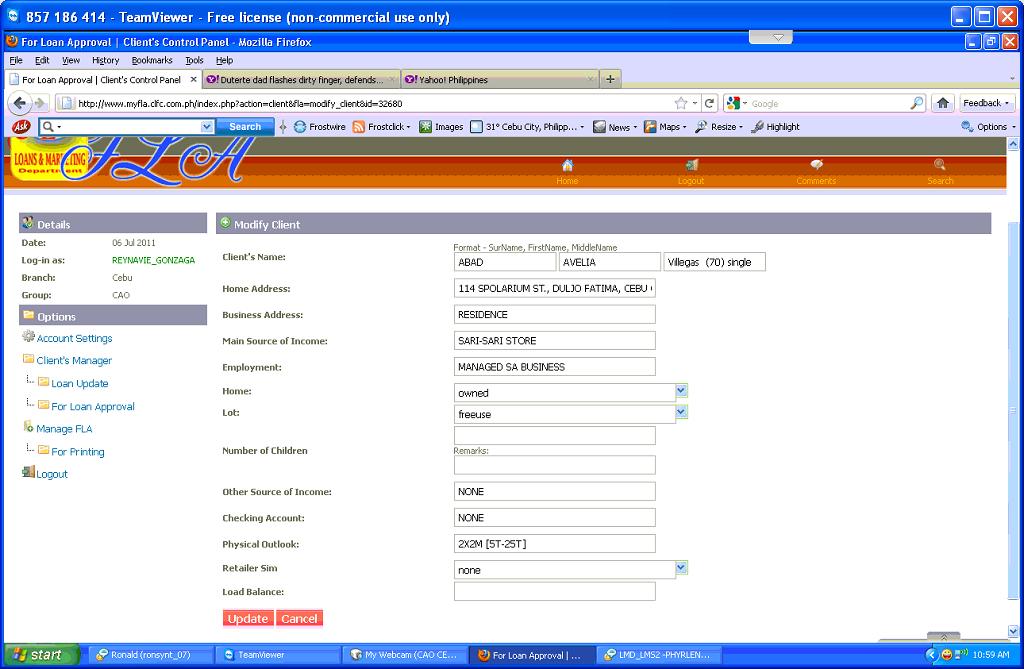 857 186 414 - TeamViewer - Free license (non-commercial use only)
For Loan Approval | Client's Control Panel - Mozilla Firefox
File Edit View History Bookmarks Tools Help
For Loan Approval | Client's Control Panel Duterte dad flashes dirty finger, defends... Yahoo! Philippines
http://www.myfla.clfc.com.ph/index.php?action=client&fla=modify_client&id=32680 Google Feedback
Ask Search Frostwire Frostclick Images 31° Cebu City, Philipp... News Maps Resize Highlight Options
LOANS & MARKETING
Department
FLA
Home Logout Comments Search
Details
Date: 06 Jul 2011
Log-in as: REYNAVIE_GONZAGA
Branch: Cebu
Group: CAO
Options
Account Settings
Client's Manager
Loan Update
For Loan Approval
Manage FLA
For Printing
Logout
Modify Client
Format - SurName, FirstName, MiddleName
Client's Name: ABAD AVELIA Villegas (70) single
Home Address: 114 SPOLARIUM ST., DULJO FATIMA, CEBU
Business Address: RESIDENCE
Main Source of Income: SARI-SARI STORE
Employment: MANAGED SA BUSINESS
Home: owned
Lot: freeuse
Number of Children
Remarks:
Other Source of Income: NONE
Checking Account: NONE
Physical Outlook: 2X2M [5T-25T]
Retailer Sim none
Load Balance:
Update Cancel
start Ronald (ronsynt_07) TeamViewer My Webcam (CAO CE... For Loan Approval | ... LMD_LMS2 -PHYRLEN... 10:59 AM